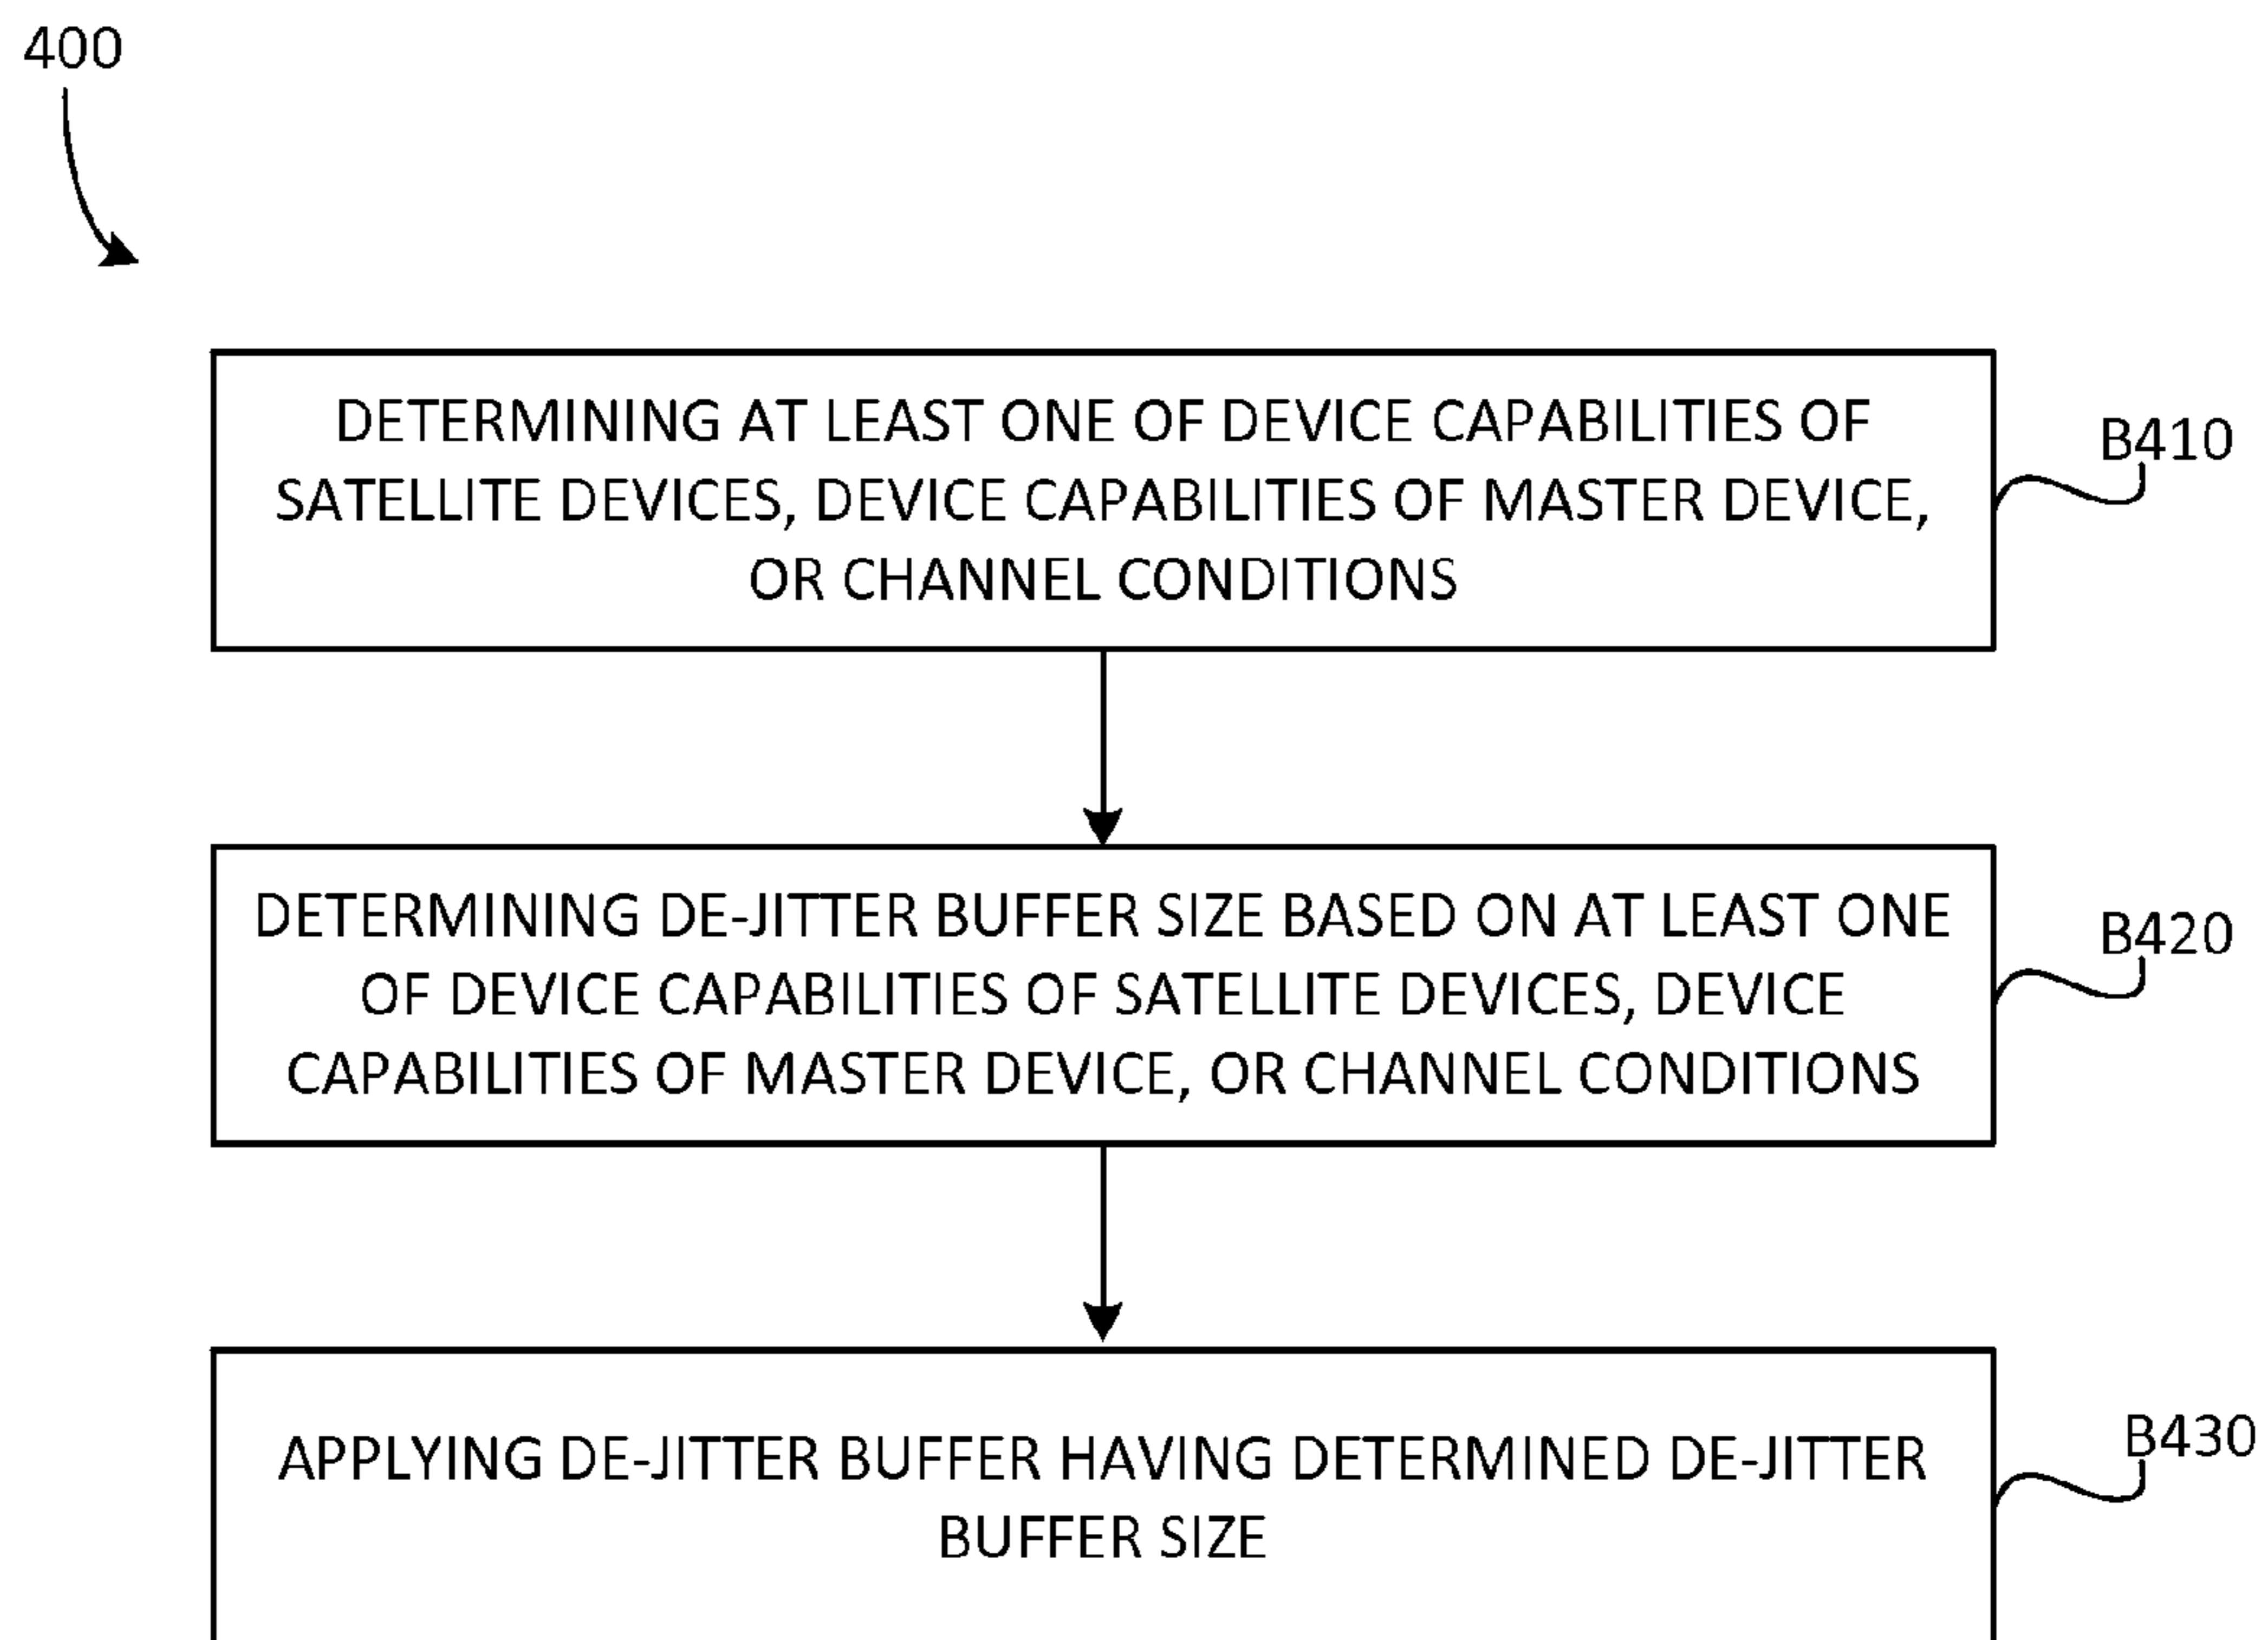 400
DETERMINING AT LEAST ONE OF DEVICE CAPABILITIES OF
SATELLITE DEVICES, DEVICE CAPABILITIES OF MASTER DEVICE,
OR CHANNEL CONDITIONS
B410
DETERMINING DE-JITTER BUFFER SIZE BASED ON AT LEAST ONE
OF DEVICE CAPABILITIES OF SATELLITE DEVICES, DEVICE
CAPABILITIES OF MASTER DEVICE, OR CHANNEL CONDITIONS
B420
APPLYING DE-JITTER BUFFER HAVING DETERMINED DE-JITTER
BUFFER SIZE
B430